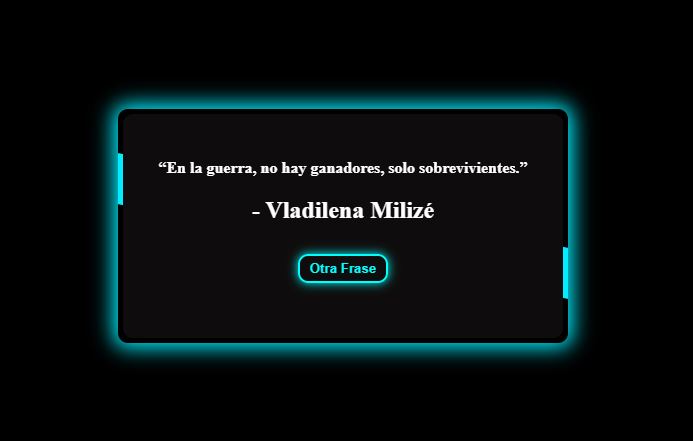 “En la guerra, no hay ganadores, solo sobrevivientes.”
- Vladilena Milizé
Otra Frase